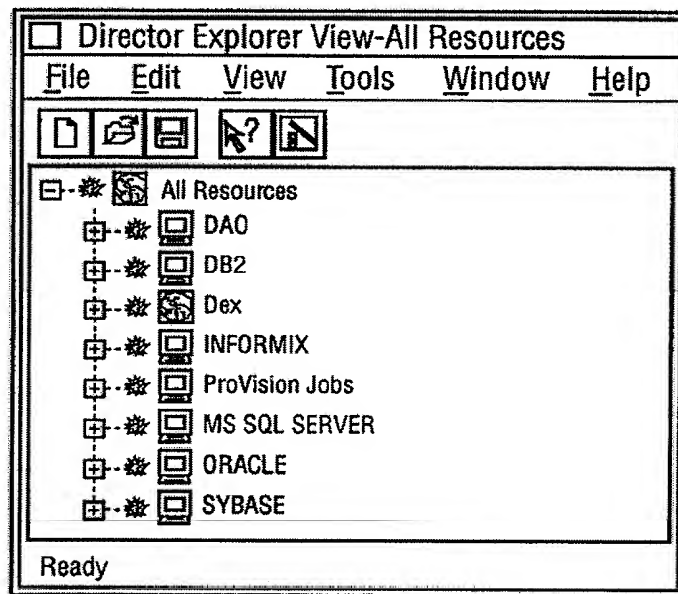 Director Explorer View-All Resources
File Edit View Tools Window Help
All Resources
DAO
DB2
Dex
INFORMIX
ProVision Jobs
MS SQL SERVER
ORACLE
SYBASE
Ready